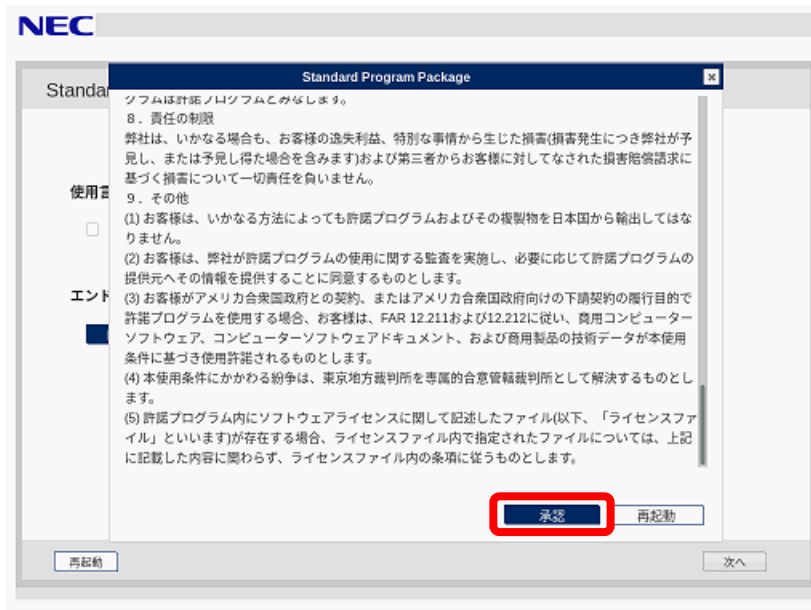 NEC
Standard Program Package
Standar
グラムは許諾プログラムとみなします。
8．責任の制限
弊社は、いかなる場合も、お客様の逸失利益、特別な事情から生じた損害(損害発生につき弊社が予
見し、または予見し得た場合を含みます)および第三者からお客様に対してなされた損害賠償請求に
基づく損害について一切責任を負いません。
9．その他
(1) お客様は、いかなる方法によっても許諾プログラムおよびその複製物を日本国から輸出してはな
りません。
(2) お客様は、弊社が許諾プログラムの使用に関する監査を実施し、必要に応じて許諾プログラムの
提供元へその情報を提供することに同意するものとします。
(3) お客様がアメリカ合衆国政府との契約、またはアメリカ合衆国政府向けの下請契約の履行目的で
許諾プログラムを使用する場合、お客様は、FAR 12.211および12.212に従い、商用コンピューター
ソフトウェア、コンピューターソフトウェアドキュメント、および商用製品の技術データが本使用
条件に基づき使用許諾されるものとします。
(4) 本使用条件にかかわる紛争は、東京地方裁判所を専属的合意管轄裁判所として解決するものとし
ます。
(5) 許諾プログラム内にソフトウェアライセンスに関して記述したファイル(以下、「ライセンスファ
イル」といいます)が存在する場合、ライセンスファイル内で指定されたファイルについては、上記
に記載した内容に関わらず、ライセンスファイル内の条項に従うものとします。
使用言
エント
承認
再起動
再起動
次へ